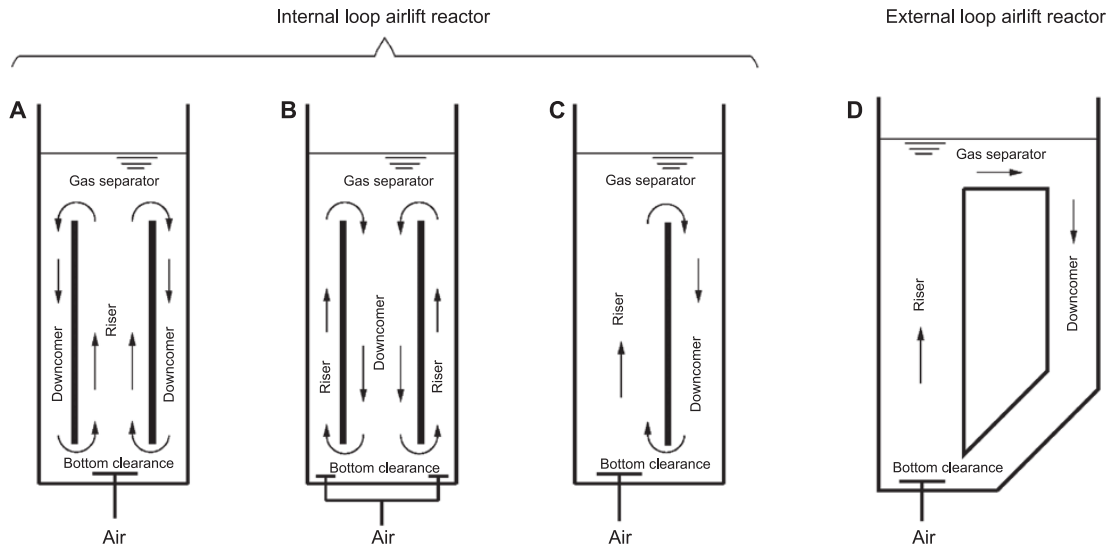 Internal loop airlift reactor
External loop airlift reactor
A
Gas separator
Downcomer
Riser
Downcomer
Bottom clearance
Air
B
Gas separator
Riser
Downcomer
Riser
Bottom clearance
Air
C
Gas separator
Riser
Downcomer
Bottom clearance
Air
D
Gas separator
Riser
Downcomer
Bottom clearance
Air